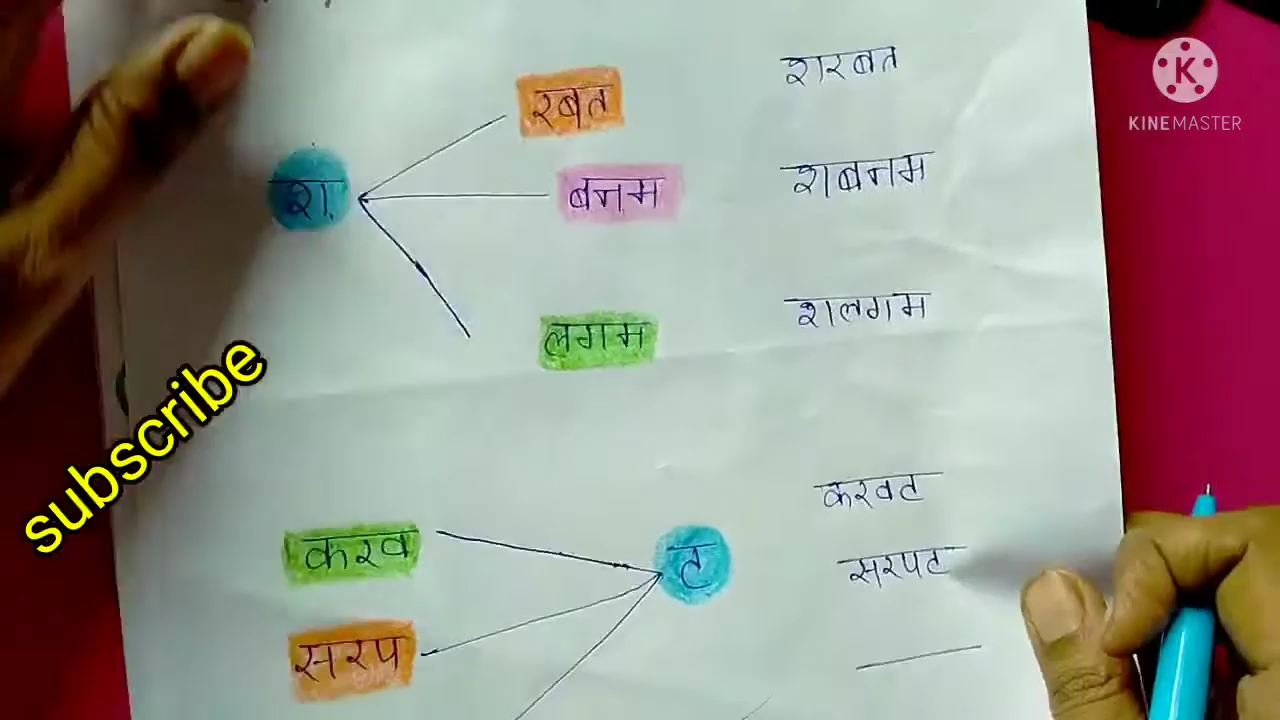 रबत
शरबत
श
बनम
शबनम
लगम
शलगम
करव
ट
करवट
सरप
सरपट
subscribe
KINEMASTER